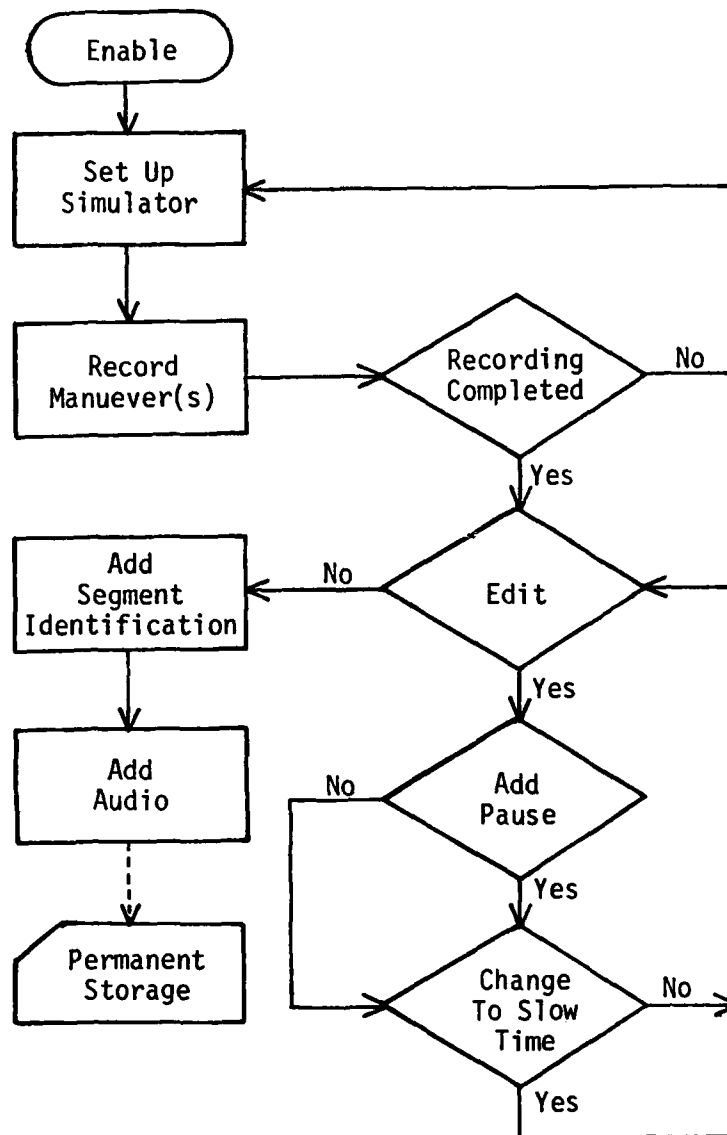 Enable
Set Up
Simulator
Record
Manuever(s)
Recording
Completed
No
Yes
Edit
No
Add
Segment
Identification
Yes
Add
Audio
No
Add
Pause
Yes
Permanent
Storage
Change
To Slow
Time
No
Yes